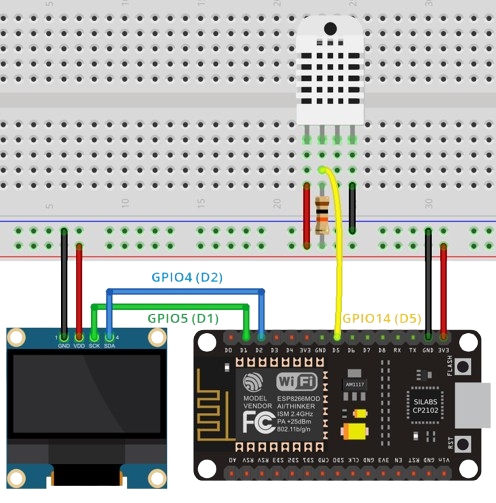 5 10 15 20 25 30
GPIO4 (D2)
GPIO5 (D1)
GPIO14 (D5)
1 GND VDD SCK SDA 4
D0 D1 D2 D3 D4 3V3 GND D5 D6 D7 D8 RX TX GND 3V3
FLASH
MODEL
VENDOR
Wi Fi
ESP8266MOD
AI/THINKER
ISM 2.4GHz
PA +25dBm
802.11b/g/n
FC
AM1117
SILABS
CP2102
RST
A0 RSV RSV SD3 SD2 SD1 CMD SD0 CLK GND 3V3 EN RST GND Vin